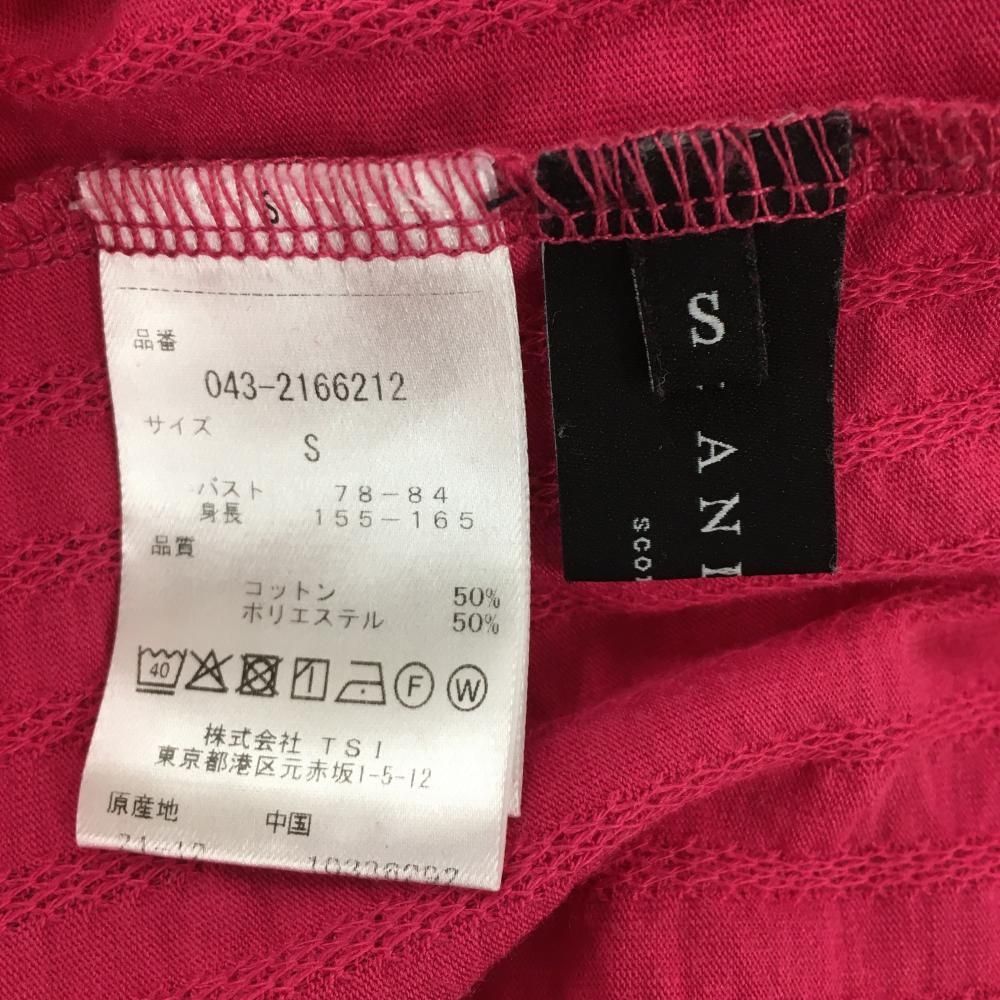 S
品番
043-2166212
サイズ
S
バスト 78-84
身長 155-165
品質
コットン 50%
ポリエステル 50%
40 F W
株式会社 TSI
東京都港区元赤坂1-5-12
原産地 中国
S
: AN
SCO